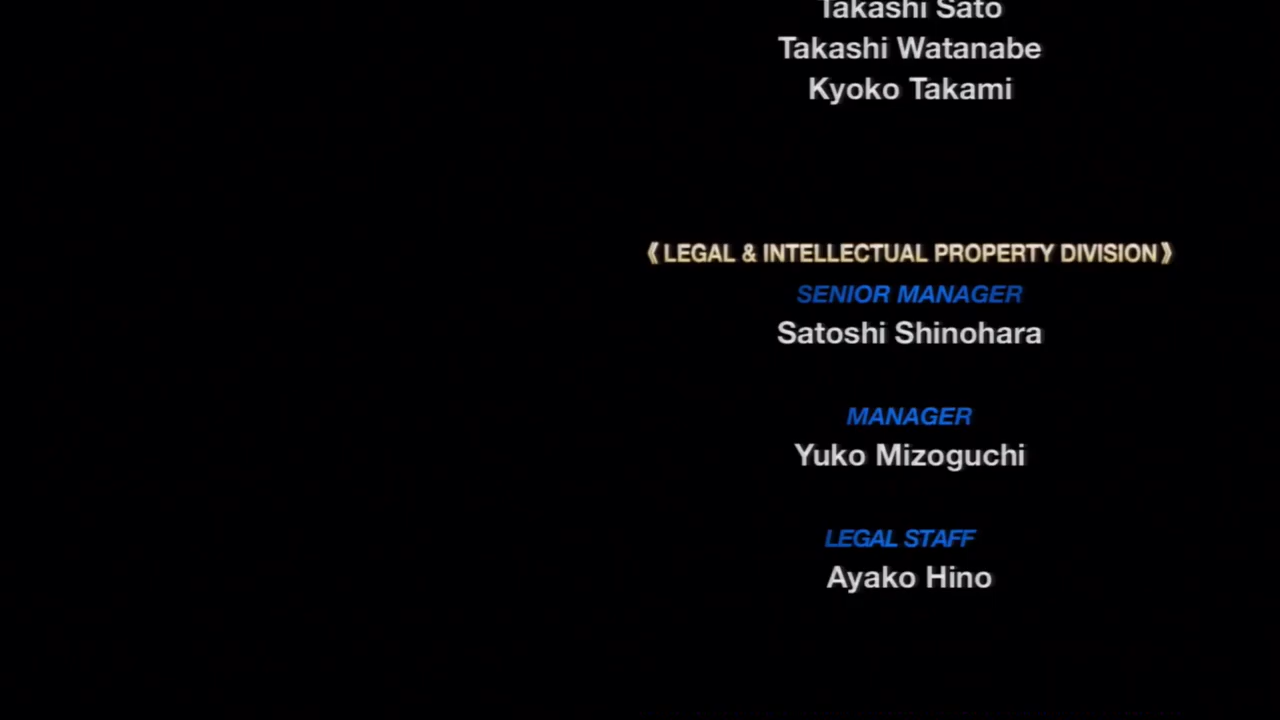 Takashi Sato
Takashi Watanabe
Kyoko Takami
《LEGAL & INTELLECTUAL PROPERTY DIVISION》
SENIOR MANAGER
Satoshi Shinohara
MANAGER
Yuko Mizoguchi
LEGAL STAFF
Ayako Hino